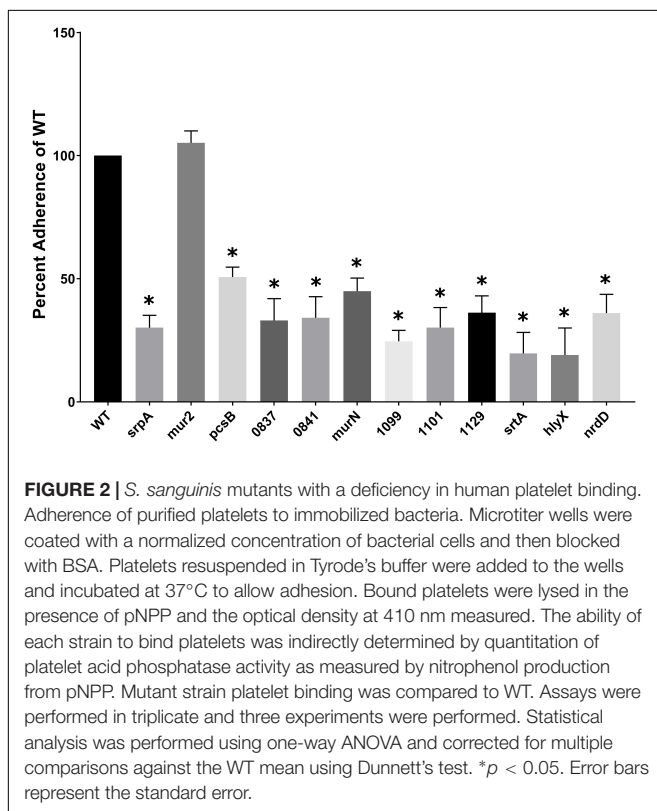 150
100
50
0
Percent Adherence of WT
*
*
*
*
*
*
*
*
*
*
*
WT
srpA
mur2
pcsB
0837
0841
murN
1099
1101
1129
srtA
hlyX
nrdD
FIGURE 2 | S. sanguinis mutants with a deficiency in human platelet binding.
Adherence of purified platelets to immobilized bacteria. Microtiter wells were
coated with a normalized concentration of bacterial cells and then blocked
with BSA. Platelets resuspended in Tyrode's buffer were added to the wells
and incubated at 37°C to allow adhesion. Bound platelets were lysed in the
presence of pNPP and the optical density at 410 nm measured. The ability of
each strain to bind platelets was indirectly determined by quantitation of
platelet acid phosphatase activity as measured by nitrophenol production
from pNPP. Mutant strain platelet binding was compared to WT. Assays were
performed in triplicate and three experiments were performed. Statistical
analysis was performed using one-way ANOVA and corrected for multiple
comparisons against the WT mean using Dunnett's test. *p < 0.05. Error bars
represent the standard error.